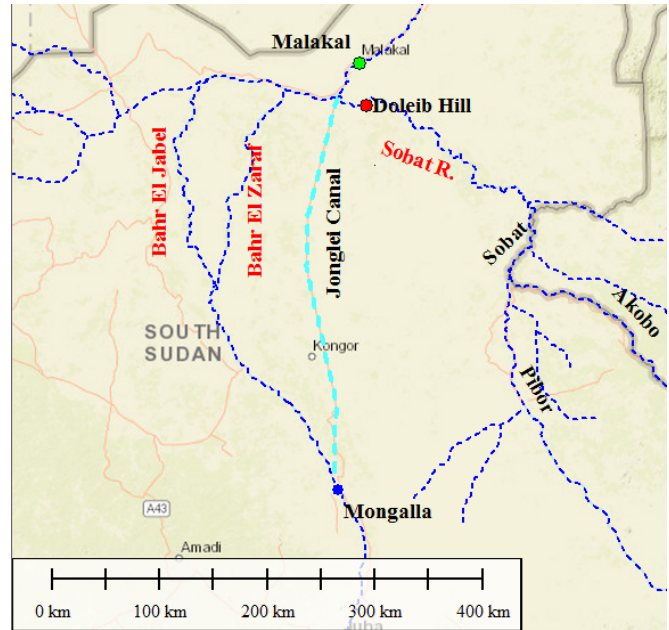 Malakal
Malakal
Doleib Hill
Bahr El Jabel
Bahr El Zaraf
Sobat R.
Jonglei Canal
Sobat
Akobo
SOUTH
SUDAN
Kongor
Pibor
A43
Mongalla
Amadi
0 km
100 km
200 km
300 km
400 km
Juba